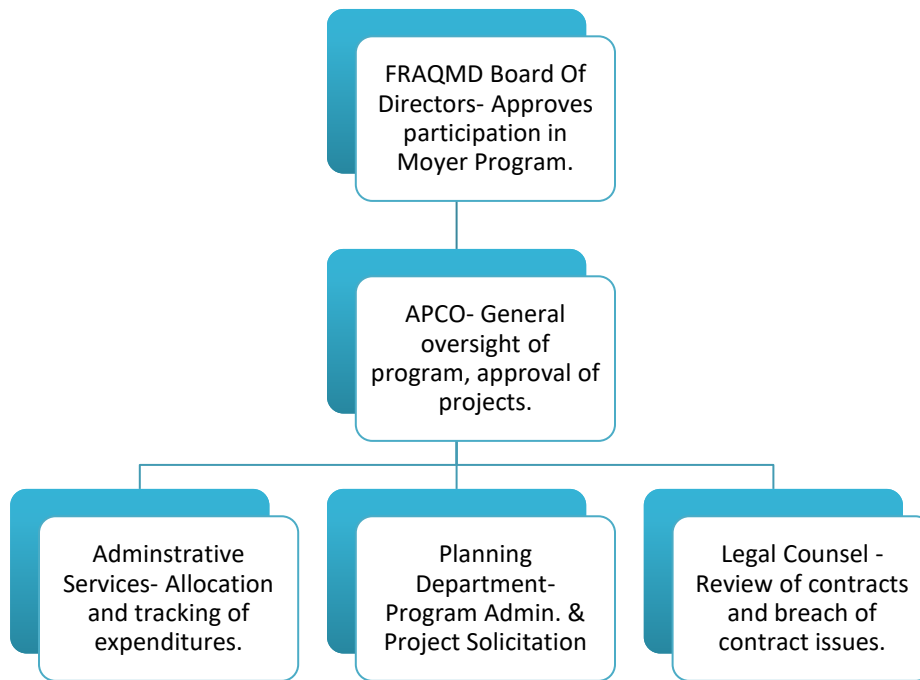 FRAQMD Board Of
Directors- Approves
participation in
Moyer Program.
APCO- General
oversight of
program, approval of
projects.
Adminstrative
Services- Allocation
and tracking of
expenditures.
Planning
Department-
Program Admin. &
Project Solicitation
Legal Counsel -
Review of contracts
and breach of
contract issues.